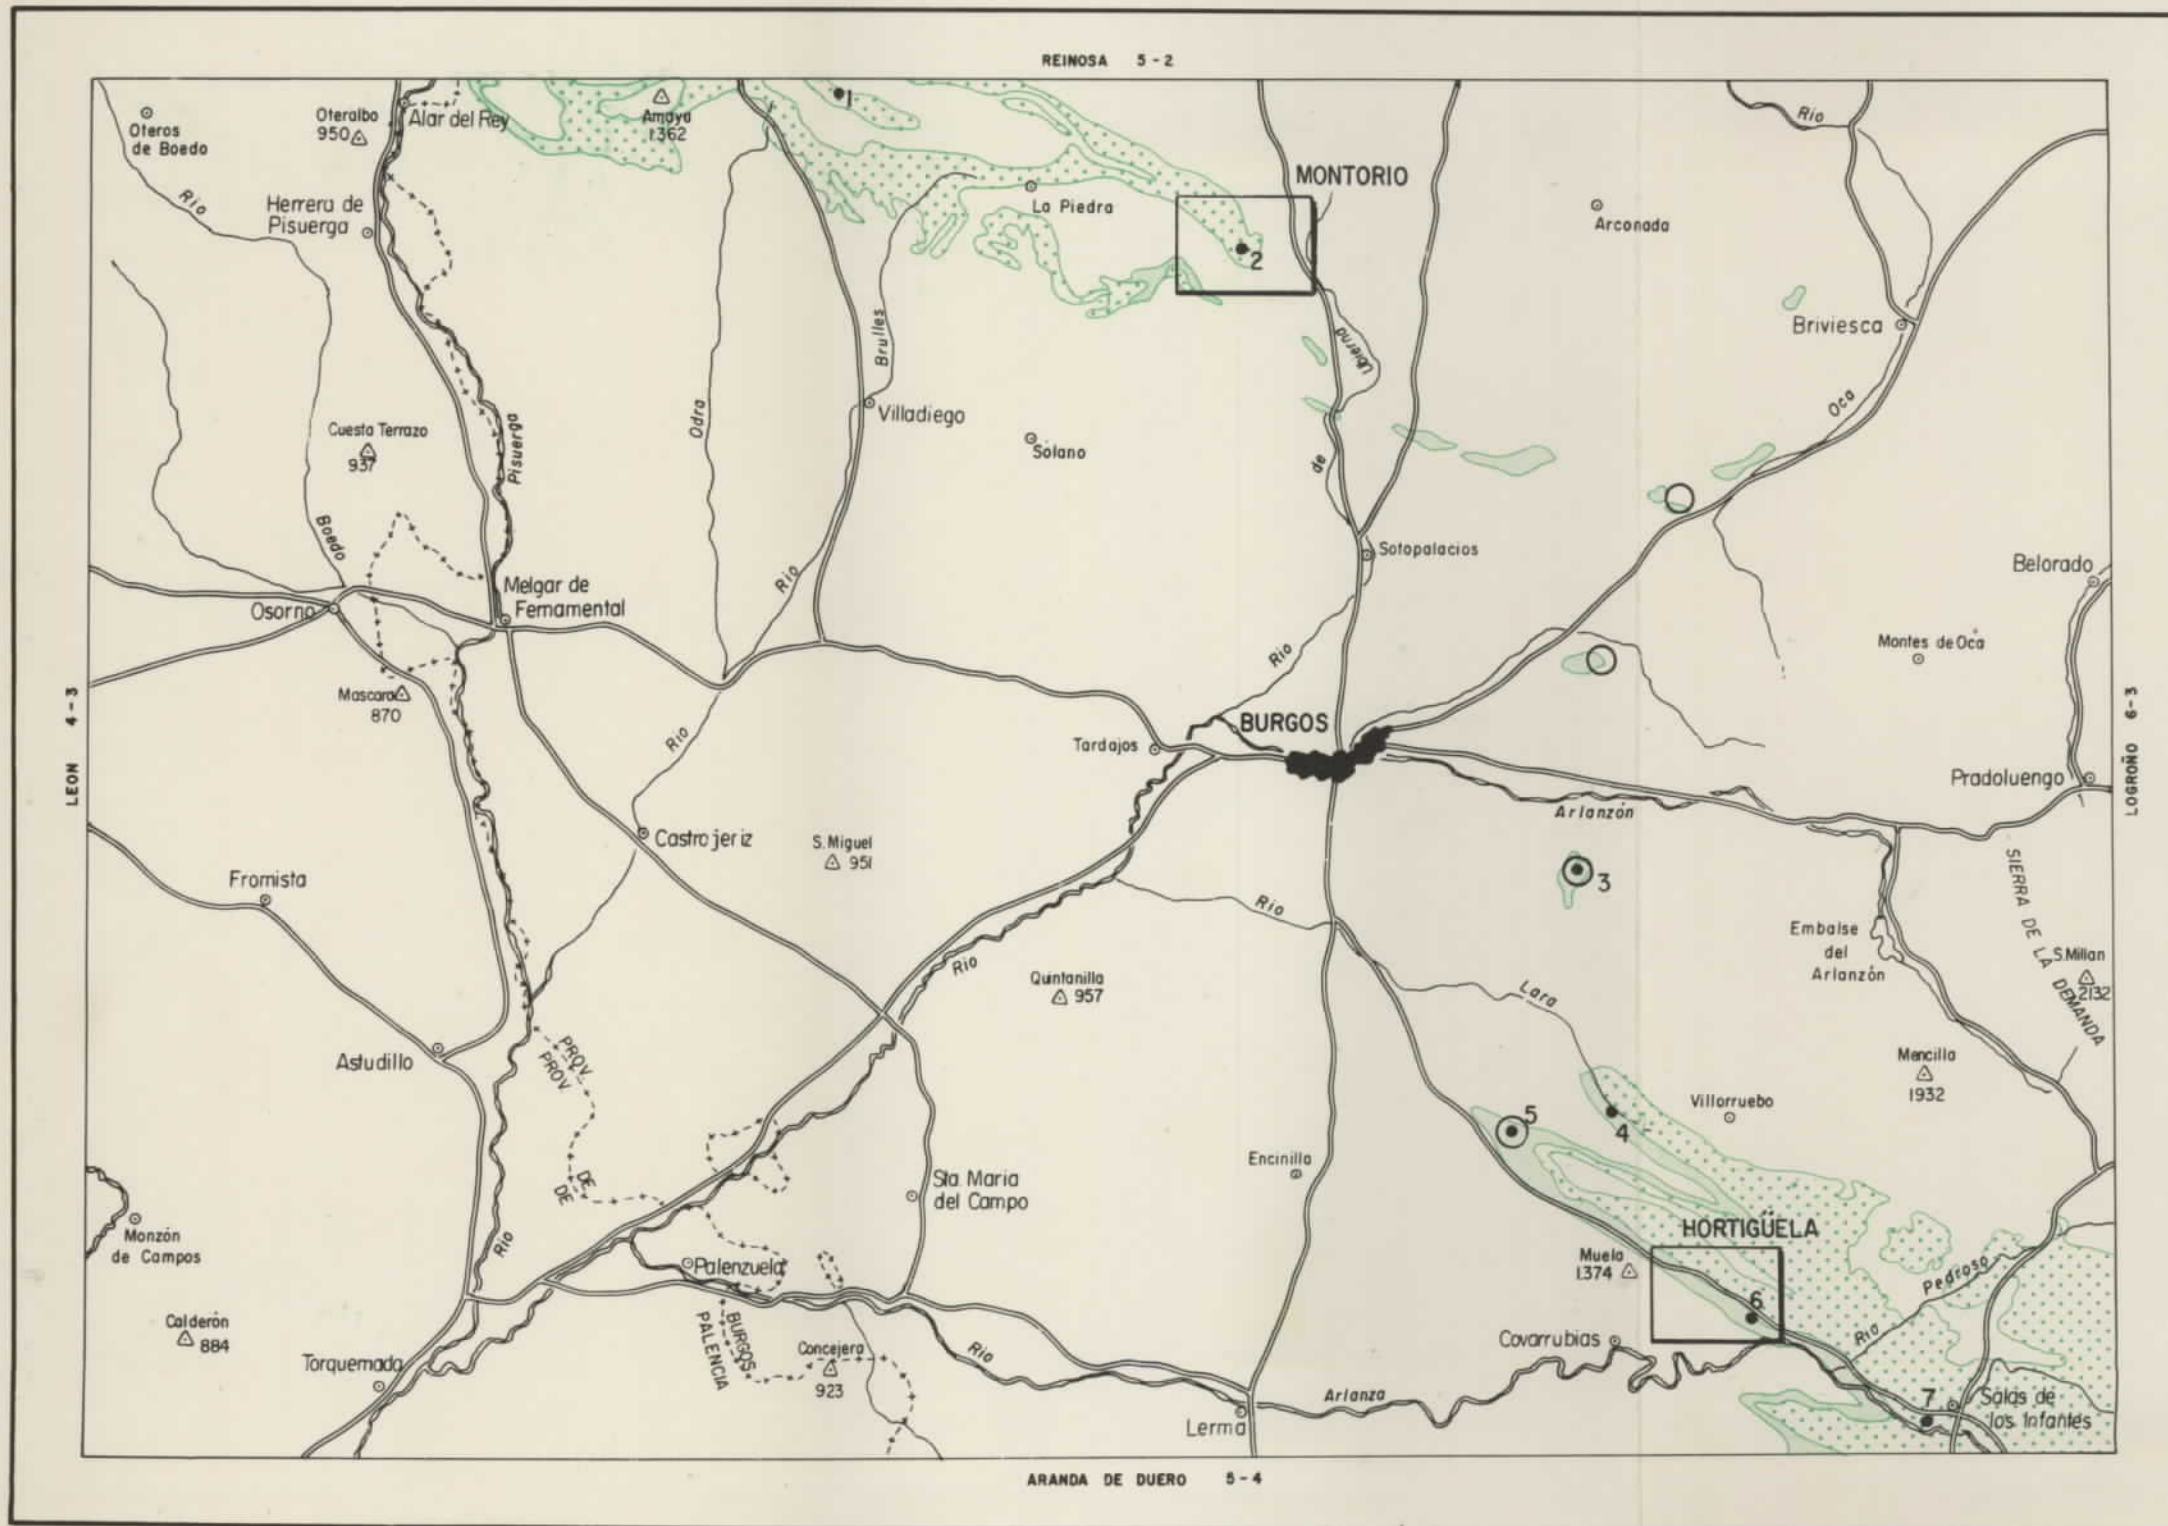 REINOSA 5-2
Oteros
de Boedo
Oteralbo
950
Alar del Rey
Amaya
1.362
1
Rio
MONTORIO
Rio
Herrera de
Pisuerga
La Piedra
Arconada
2
Briviesca
Brulles
Ubierna
Odra
Villadiego
Oca
Cuesta Terrazo
937
Pisuerga
Sólano
de
Boedo
Sotopalacios
Belorado
Rio
Melgar de
Fernamental
Osorno
Montes de Oca
Rio
Mascora
870
LEON 4-3
LOGROÑO 6-3
Rio
BURGOS
Tardajos
Pradoluengo
Arlanzón
Castrojeriz
S. Miguel
951
Fromista
3
Rio
SIERRA DE LA DEMANDA
Embalse
del
Arlanzón
S. Millan
2132
Rio
Quintanilla
957
Lara
PROV.
PROV.
Astudillo
Mencilla
1932
Villorruebo
5
4
Encinilla
DE
DE
Sta. Maria
del Campo
Monzón
de Campos
Rio
HORTIGÜELA
Palenzuela
Muela
1.374
Pedroso
6
Rio
Calderón
884
BURGOS
PALENCIA
Concejera
923
Rio
Covarrubias
Torquemada
Arlanza
Lerma
7
Salas de
los Infantes
ARANDA DE DUERO 5-4